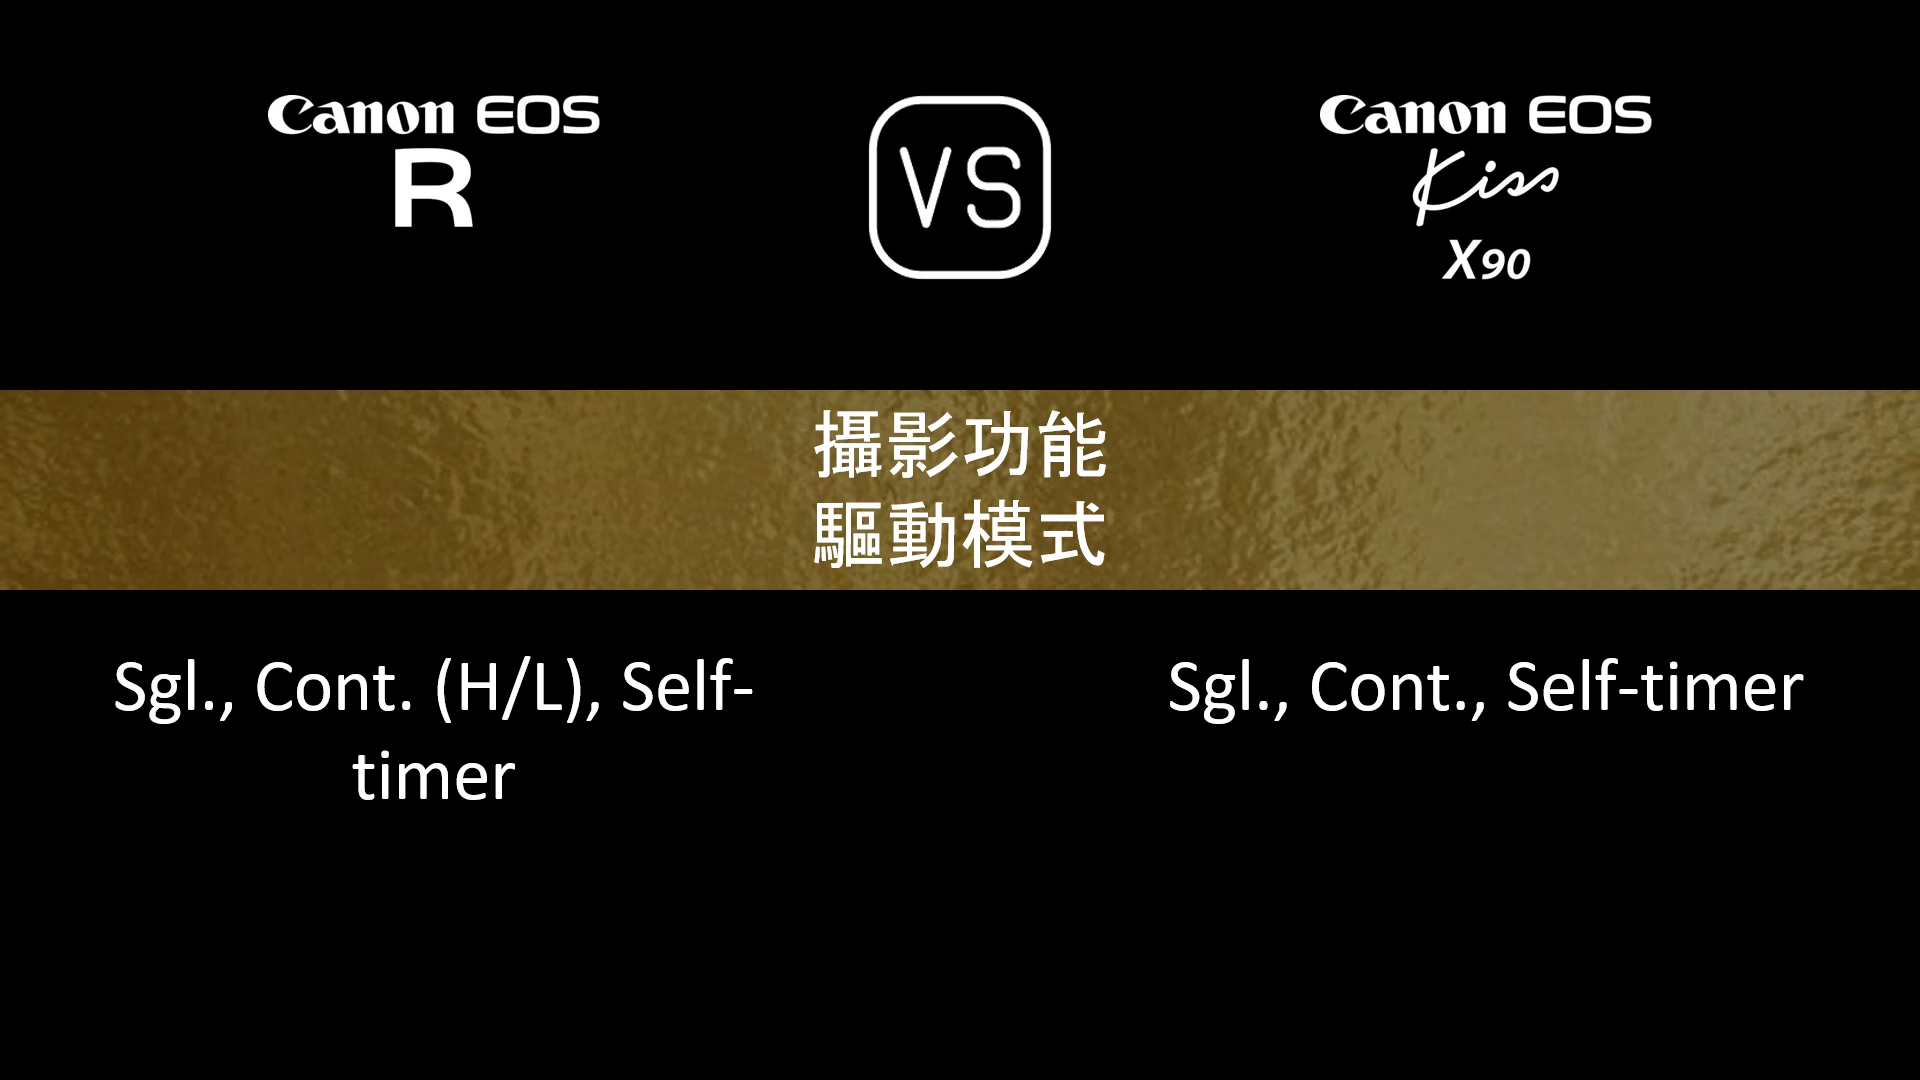 Canon EOS
R
VS
Canon EOS
Kiss
X90
攝影功能
驅動模式
Sgl., Cont. (H/L), Self-
timer
Sgl., Cont., Self-timer